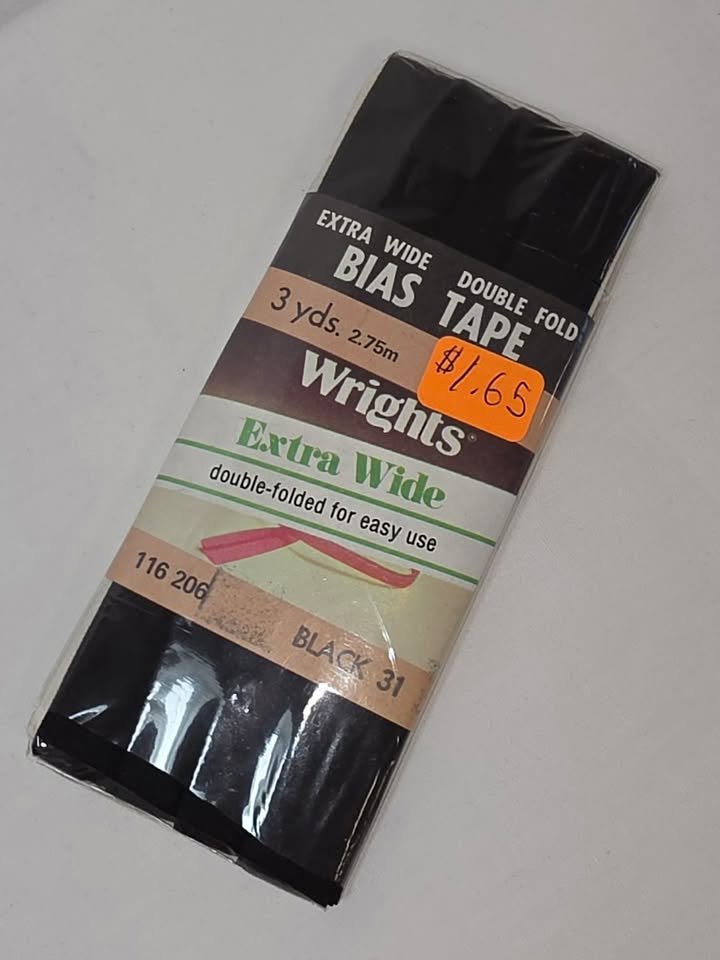 EXTRA WIDE DOUBLE FOLD
BIAS TAPE
3 yds. 2.75m
$1.65
Wrights®
Extra Wide
double-folded for easy use
116 206
BLACK 31